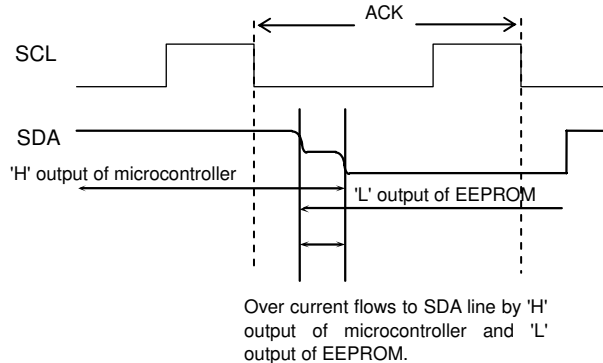 ACK
SCL
SDA
'H' output of microcontroller
'L' output of EEPROM
Over current flows to SDA line by 'H'
output of microcontroller and 'L'
output of EEPROM.